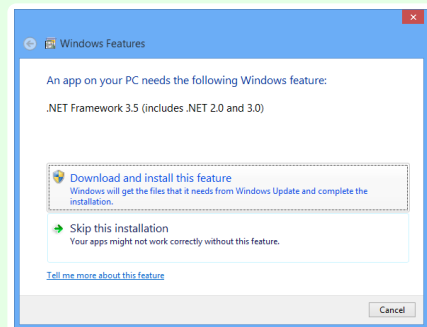 Windows Features
An app on your PC needs the following Windows feature:
.NET Framework 3.5 (includes .NET 2.0 and 3.0)
Download and install this feature
Windows will get the files that it needs from Windows Update and complete the
installation.
Skip this installation
Your apps might not work correctly without this feature.
Tell me more about this feature
Cancel